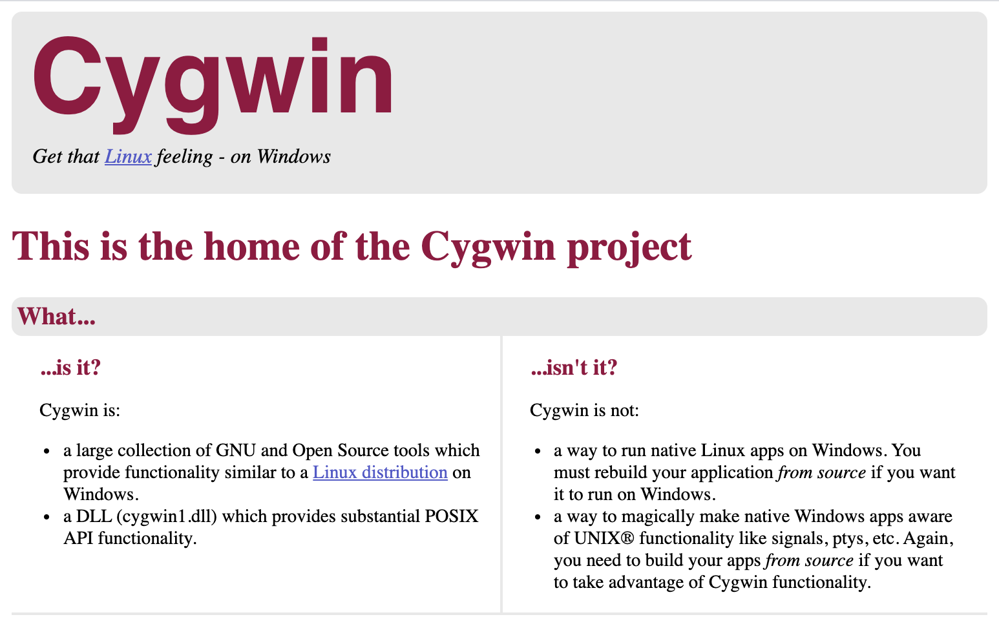 Cygwin
Get that Linux feeling - on Windows
This is the home of the Cygwin project
What...
...is it?
Cygwin is:
• a large collection of GNU and Open Source tools which
provide functionality similar to a Linux distribution on
Windows.
• a DLL (cygwin1.dll) which provides substantial POSIX
API functionality.
...isn't it?
Cygwin is not:
• a way to run native Linux apps on Windows. You
must rebuild your application from source if you want
it to run on Windows.
• a way to magically make native Windows apps aware
of UNIX® functionality like signals, ptys, etc. Again,
you need to build your apps from source if you want
to take advantage of Cygwin functionality.